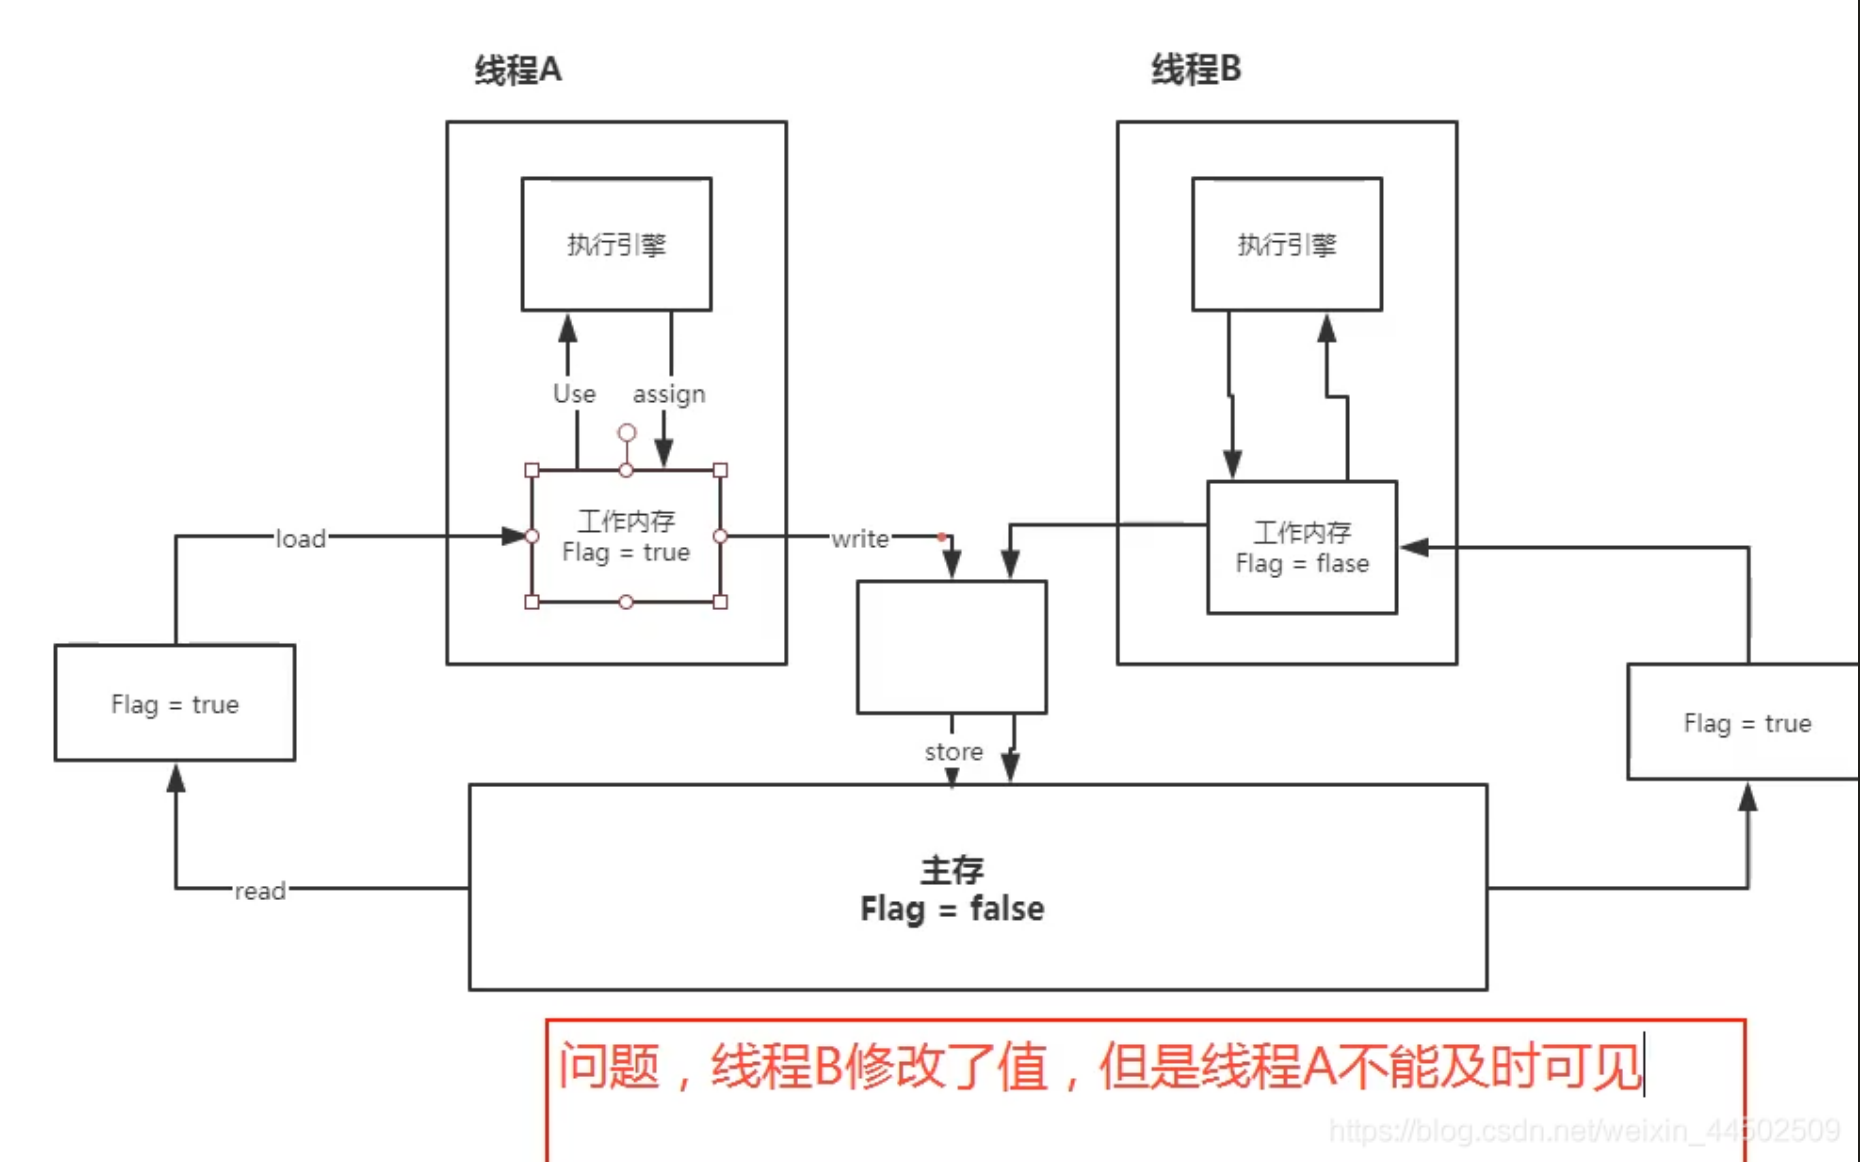 线程A
线程B
执行引擎
执行引擎
Use
assign
工作内存
Flag = true
load
write
工作内存
Flag = flase
Flag = true
Flag = true
store
主存
Flag = false
read
问题，线程B修改了值，但是线程A不能及时可见
https://blog.csdn.net/weixin_44502509